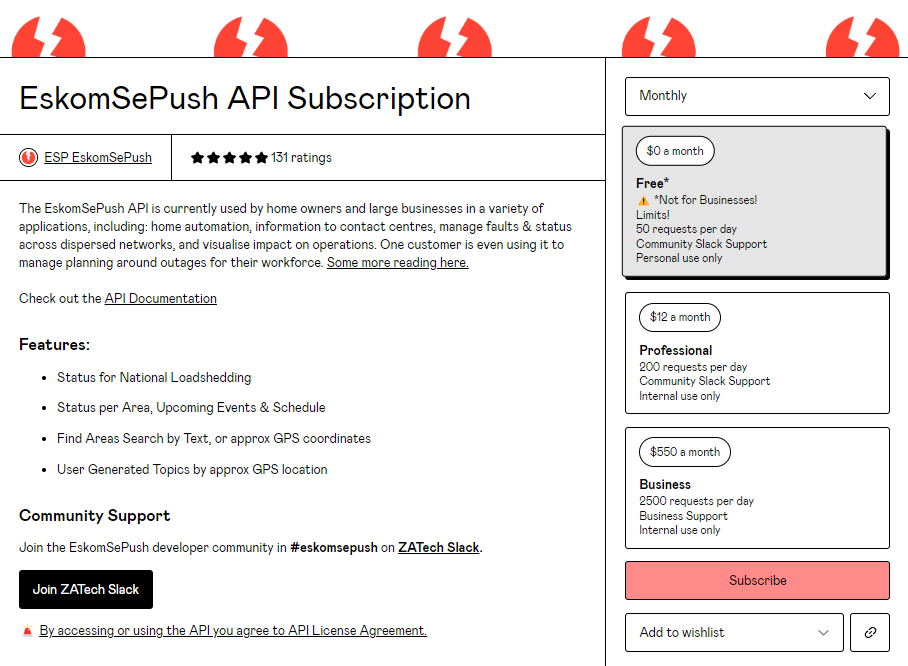 EskomSePush API Subscription
ESP EskomSePush
131 ratings
The EskomSePush API is currently used by home owners and large businesses in a variety of
applications, including: home automation, information to contact centres, manage faults & status
across dispersed networks, and visualise impact on operations. One customer is even using it to
manage planning around outages for their workforce. Some more reading here.
Check out the API Documentation
Features:
• Status for National Loadshedding
• Status per Area, Upcoming Events & Schedule
• Find Areas Search by Text, or approx GPS coordinates
• User Generated Topics by approx GPS location
Community Support
Join the EskomSePush developer community in #eskomsepush on ZATech Slack.
Join ZATech Slack
By accessing or using the API you agree to API License Agreement.
Monthly
$0 a month
Free*
⚠️ *Not for Businesses!
Limits!
50 requests per day
Community Slack Support
Personal use only
$12 a month
Professional
200 requests per day
Community Slack Support
Internal use only
$550 a month
Business
2500 requests per day
Business Support
Internal use only
Subscribe
Add to wishlist